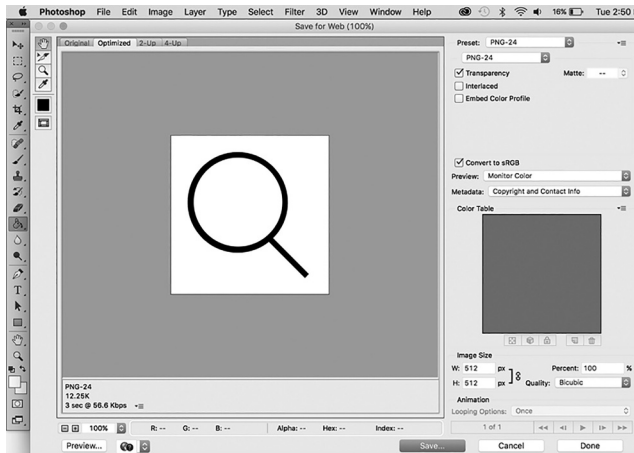 Photoshop File Edit Image Layer Type Select Filter 3D View Window Help 16% Tue 2:50
Save for Web (100%)
Original Optimized 2-Up 4-Up
Preset: PNG-24
PNG-24
Transparency Matte: --
Interlaced
Embed Color Profile
Convert to sRGB
Preview: Monitor Color
Metadata: Copyright and Contact Info
Color Table
Image Size
W: 512 px Percent: 100 %
H: 512 px Quality: Bicubic
Animation
Looping Options: Once
1 of 1
PNG-24
12.25K
3 sec @ 56.6 Kbps
100% R: -- G: -- B: -- Alpha: -- Hex: -- Index: --
Preview... Save... Cancel Done